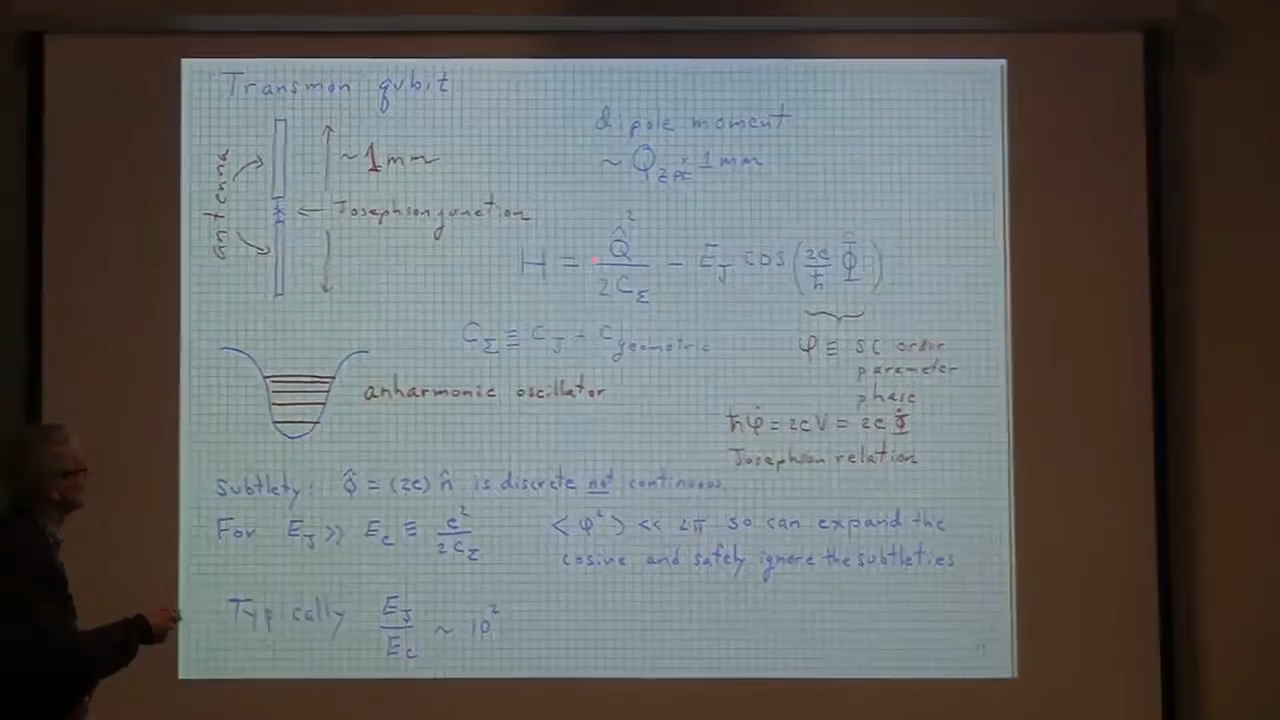 Transmon qubit
antenna
~ 1mm
← Josephson junction
dipole moment
~ Q_zpf 1mm
H = Q̂² / 2C_Σ − E_J cos(2e/ħ Φ̂)
C_Σ ≡ C_J + C_geometric
φ ≡ SC order
parameter
phase
anharmonic oscillator
ħφ̇ = 2eV = 2e Φ̇
Josephson relation
Subtlety: Q̂ = (2e) n̂ is discrete not continuous
For E_J >> E_c ≡ e² / 2C_Σ
⟨φ²⟩ << 2π so can expand the
cosine and safely ignore the subtleties
Typically E_J / E_c ~ 10²